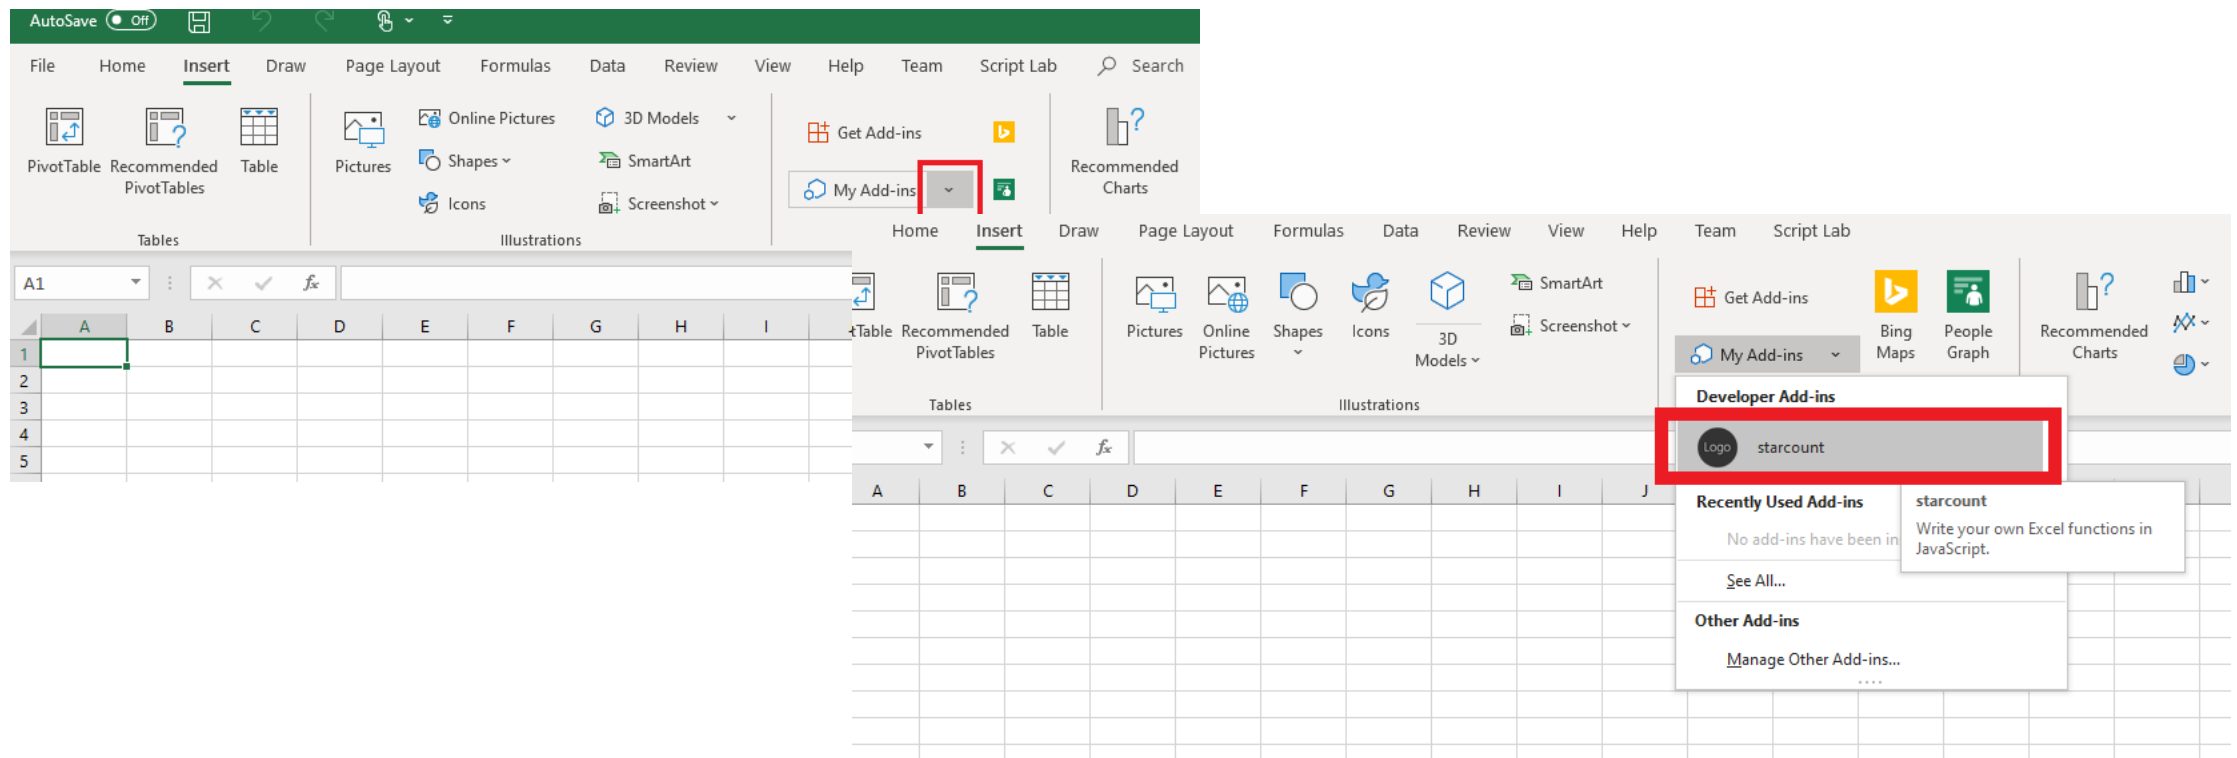 AutoSave Off
File Home Insert Draw Page Layout Formulas Data Review View Help Team Script Lab Search
PivotTable
Recommended
PivotTables
Table
Tables
Pictures
Online Pictures
Shapes
Icons
3D Models
SmartArt
Screenshot
Illustrations
Get Add-ins
My Add-ins
Recommended
Charts
A1
fx
A B C D E F G H I
1
2
3
4
5
Home Insert Draw Page Layout Formulas Data Review View Help Team Script Lab
tTable
Recommended
PivotTables
Table
Tables
Pictures
Online
Pictures
Shapes
Icons
3D
Models
SmartArt
Screenshot
Illustrations
Get Add-ins
My Add-ins
Bing
Maps
People
Graph
Recommended
Charts
fx
A B C D E F G H I J
Developer Add-ins
Logo starcount
Recently Used Add-ins
No add-ins have been in
See All...
Other Add-ins
Manage Other Add-ins...
starcount
Write your own Excel functions in
JavaScript.